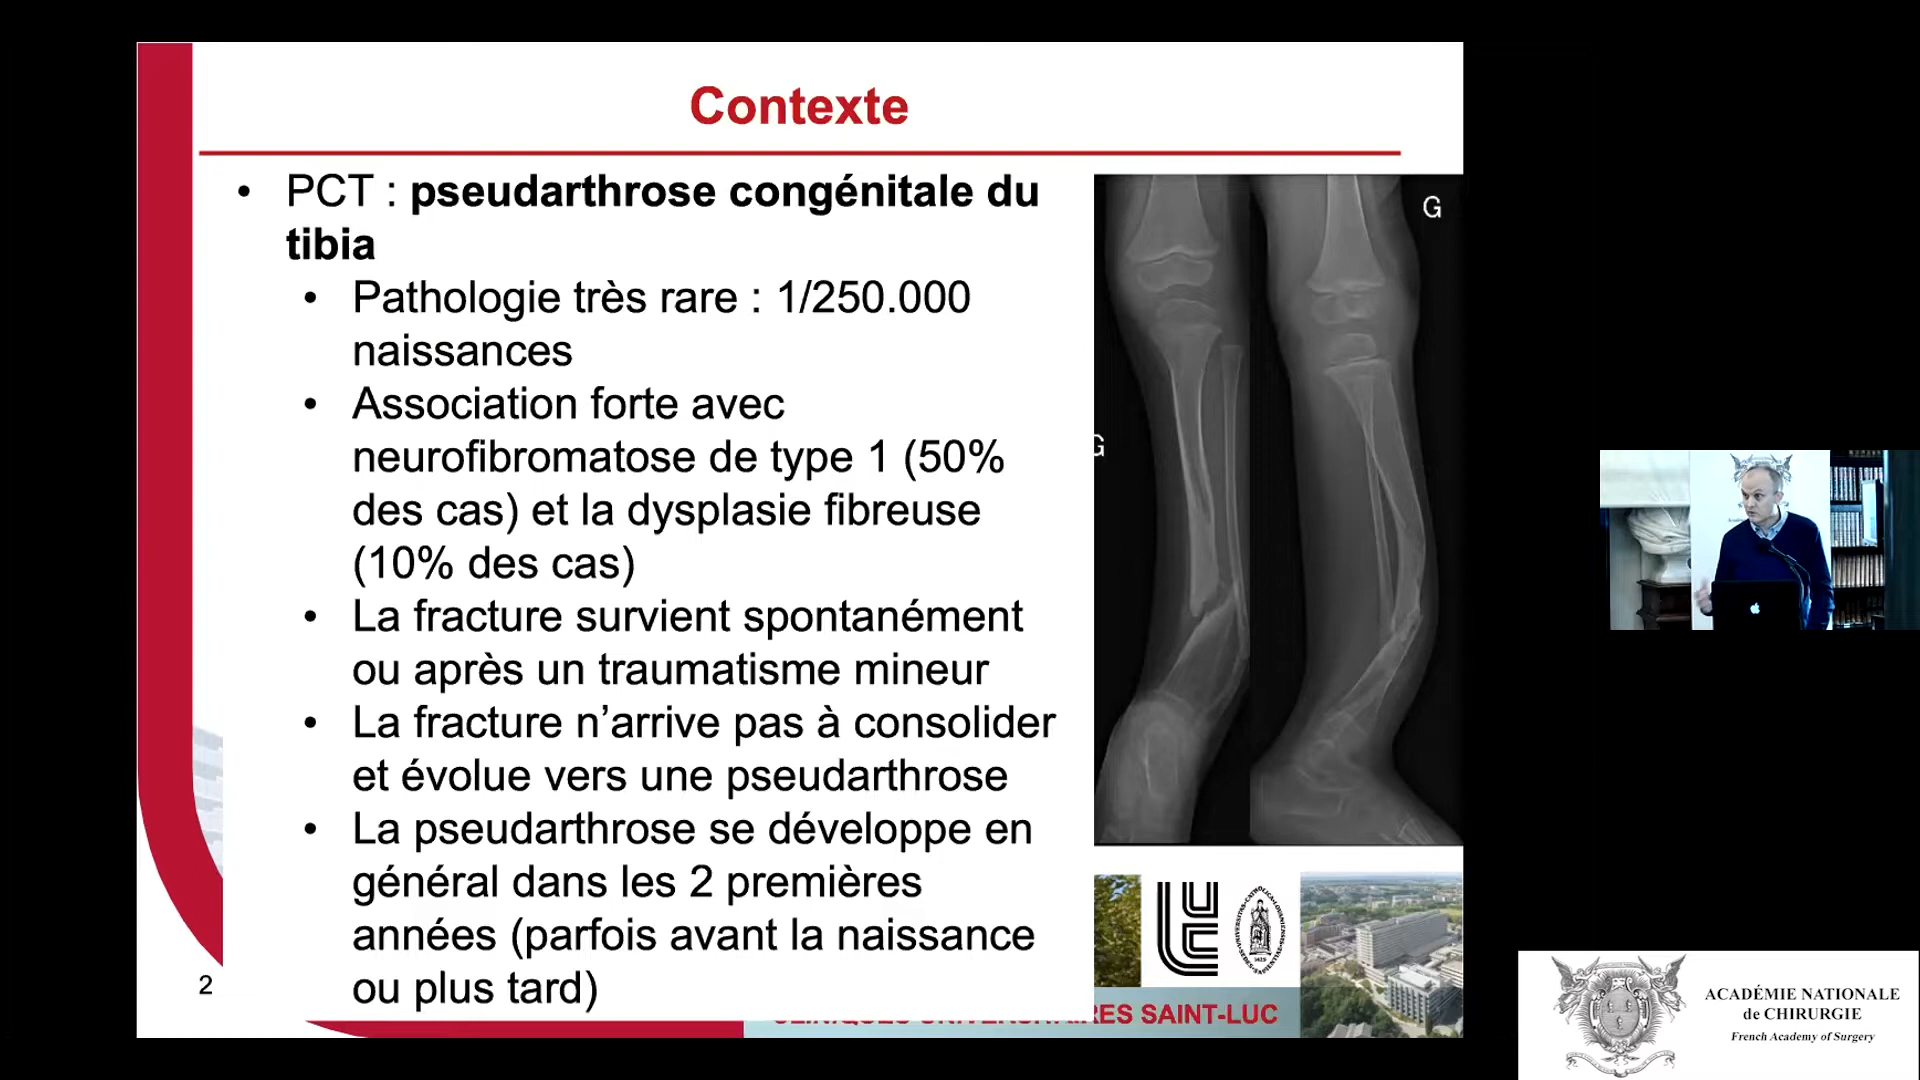 Contexte
• PCT : pseudarthrose congénitale du
tibia
• Pathologie très rare : 1/250.000
naissances
• Association forte avec
neurofibromatose de type 1 (50%
des cas) et la dysplasie fibreuse
(10% des cas)
• La fracture survient spontanément
ou après un traumatisme mineur
• La fracture n’arrive pas à consolider
et évolue vers une pseudarthrose
• La pseudarthrose se développe en
général dans les 2 premières
années (parfois avant la naissance
ou plus tard)
2
G
G
CLINIQUES UNIVERSITAIRES SAINT-LUC
ACADÉMIE NATIONALE
de CHIRURGIE
French Academy of Surgery